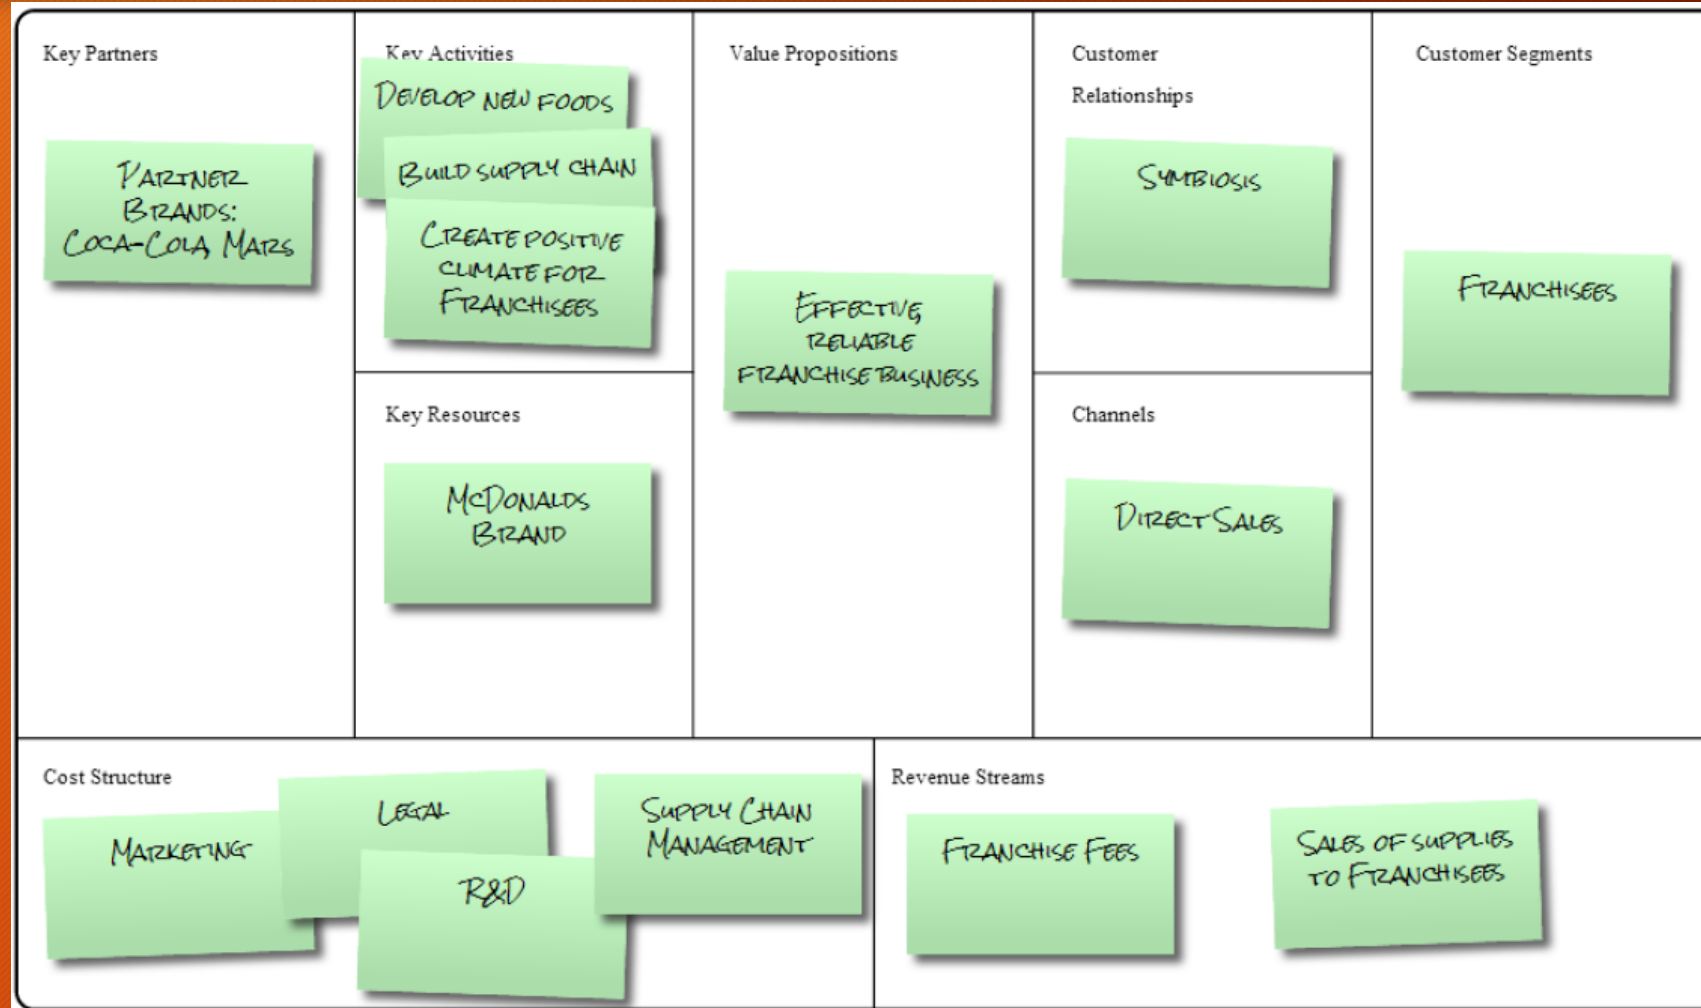 Key Partners
PARTNER
BRANDS:
COCA-COLA, MARS
Key Activities
DEVELOP NEW FOODS
BUILD SUPPLY CHAIN
CREATE POSITIVE
CLIMATE FOR
FRANCHISEES
Key Resources
MCDONALDS
BRAND
Value Propositions
EFFECTIVE,
RELIABLE
FRANCHISE BUSINESS
Customer
Relationships
SYMBIOSIS
Channels
DIRECT SALES
Customer Segments
FRANCHISEES
Cost Structure
MARKETING
LEGAL
R&D
SUPPLY CHAIN
MANAGEMENT
Revenue Streams
FRANCHISE FEES
SALES OF SUPPLIES
TO FRANCHISEES